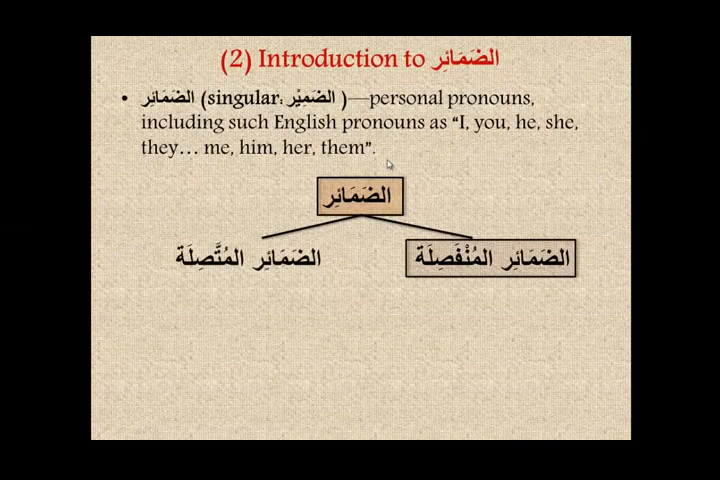 (2) Introduction to الضَمَائِر
• الضَمَائِر (singular: الضَمِيْر )—personal pronouns,
including such English pronouns as “I, you, he, she,
they… me, him, her, them”.
الضَمَائِر
الضَمَائِر المُنْفَصِلَة
الضَمَائِر المُتَّصِلَة